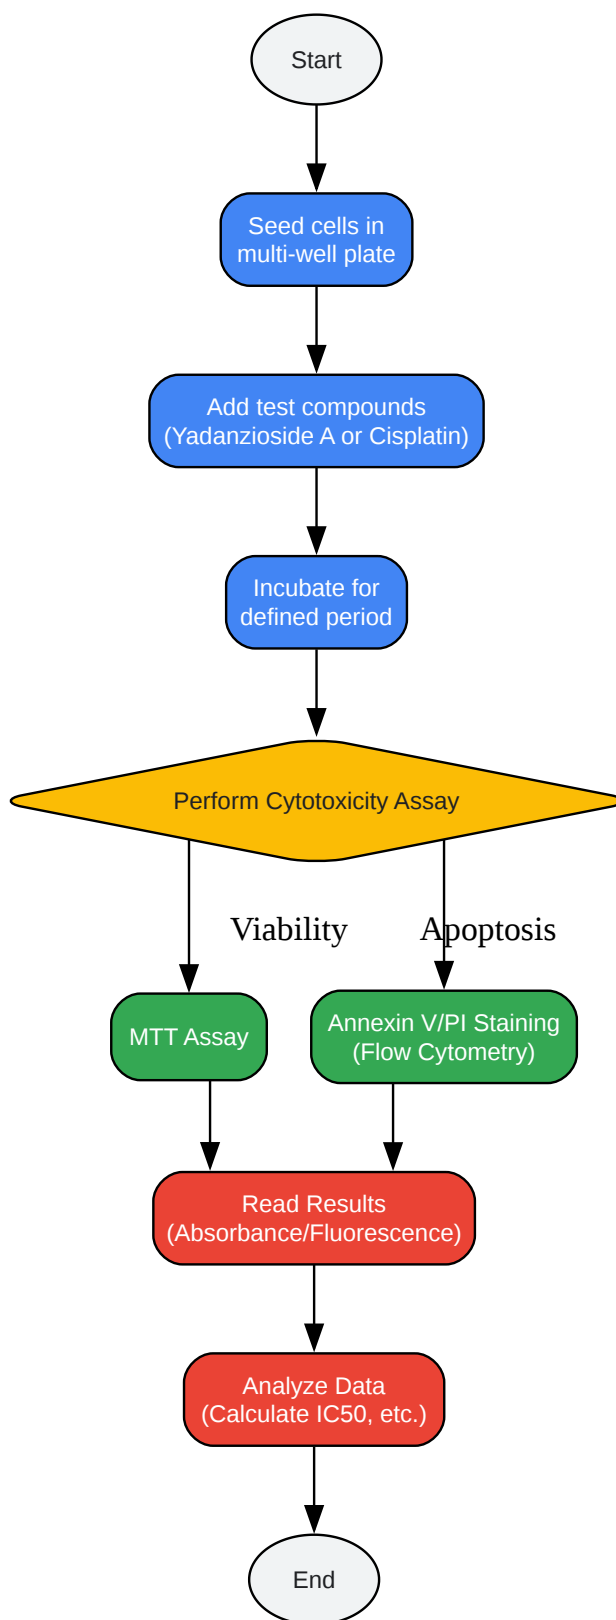 Start
Seed cells in
multi-well plate
Add test compounds
(Yadanzioside A or Cisplatin)
Incubate for
defined period
Perform Cytotoxicity Assay
Viability
Apoptosis
MTT Assay
Annexin V/PI Staining
(Flow Cytometry)
Read Results
(Absorbance/Fluorescence)
Analyze Data
(Calculate IC50, etc.)
End